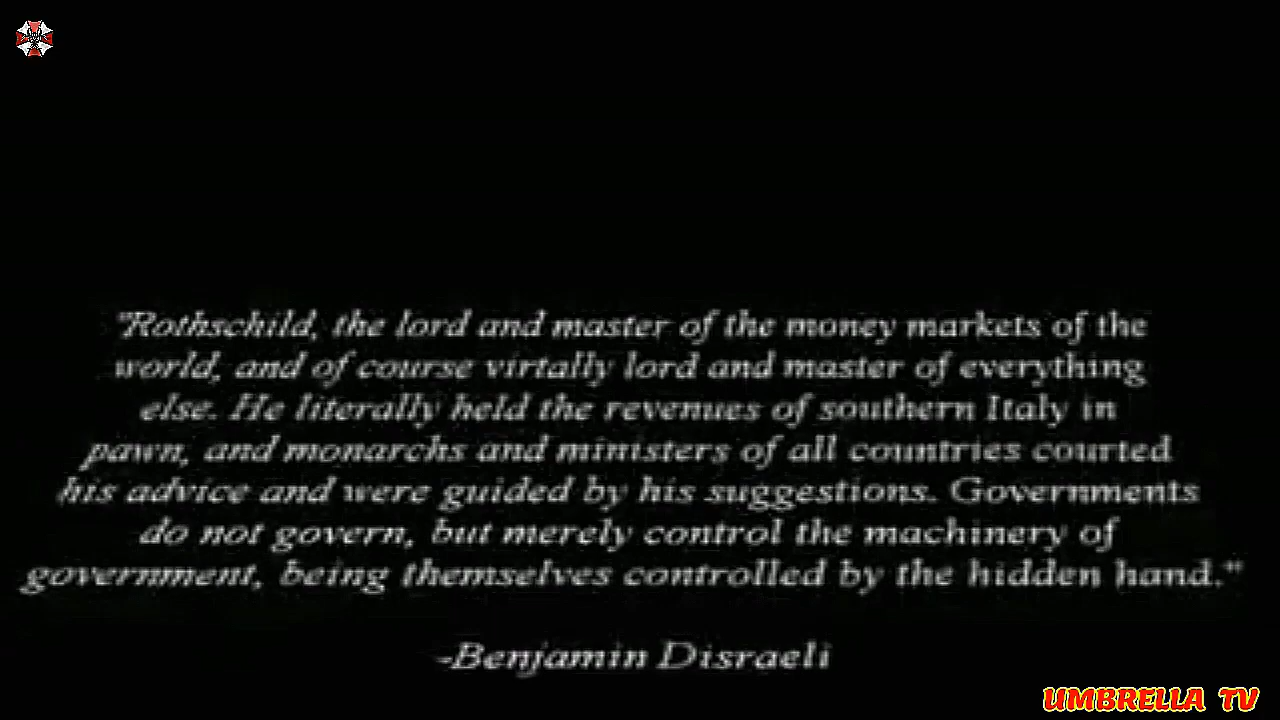 "Rothschild, the lord and master of the money markets of the
world, and of course virtally lord and master of everything
else. He literally held the revenues of southern Italy in
pawn, and monarchs and ministers of all countries courted
his advice and were guided by his suggestions. Governments
do not govern, but merely control the machinery of
government, being themselves controlled by the hidden hand."
-Benjamin Disraeli
UMBRELLA TV